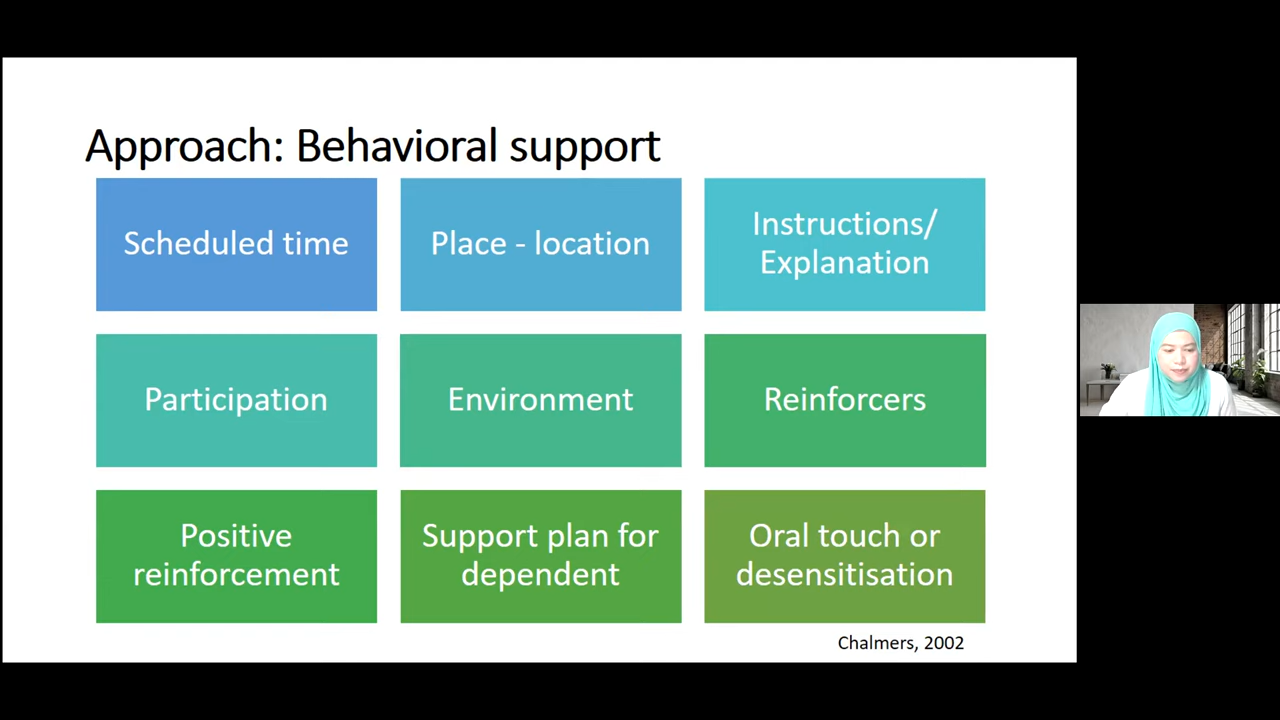 Approach: Behavioral support
Scheduled time
Place - location
Instructions/
Explanation
Participation
Environment
Reinforcers
Positive
reinforcement
Support plan for
dependent
Oral touch or
desensitisation
Chalmers, 2002